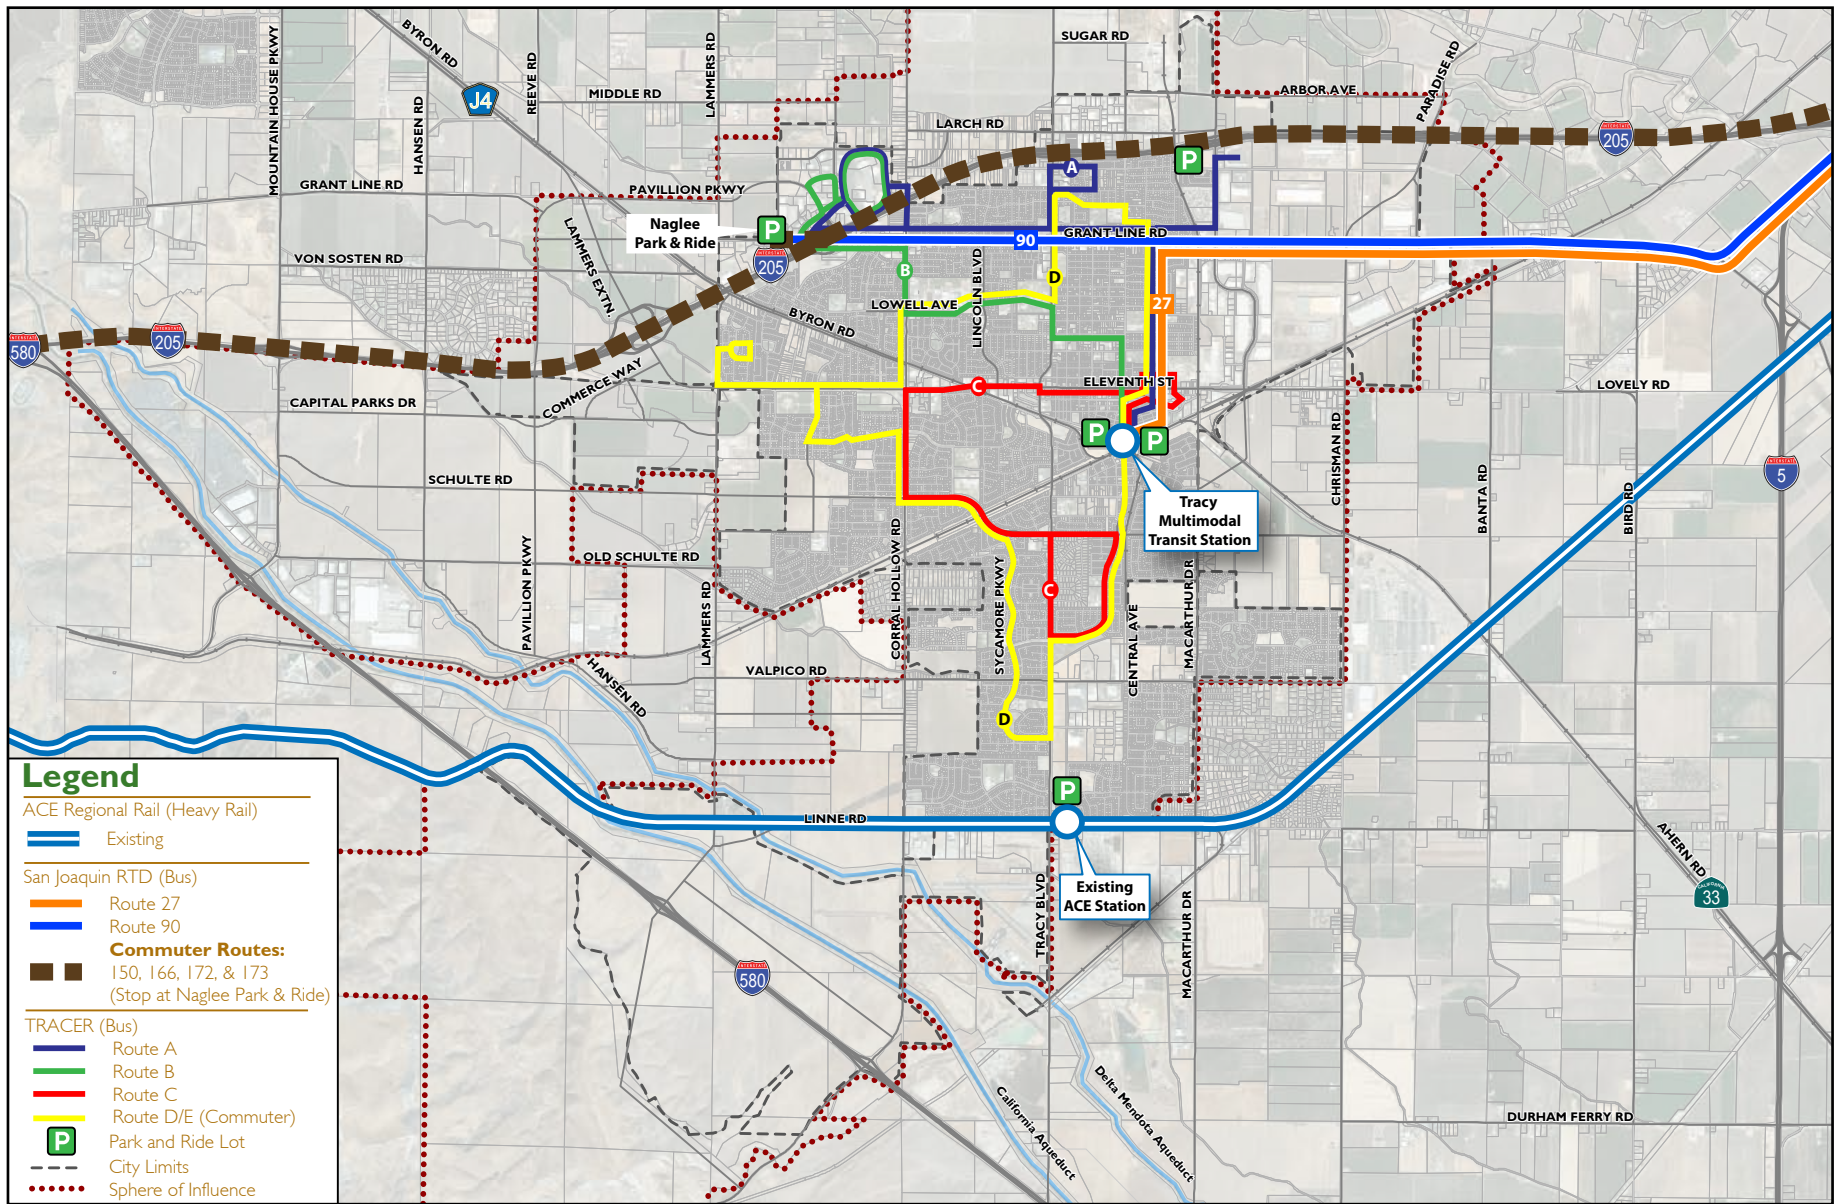 SUGAR RD
BYRON RD
MOUNTAIN HOUSE PKWY
REEVE RD
LAMMERS RD
PARADISE RD
J4
MIDDLE RD
ARBOR AVE
HANSEN RD
LARCH RD
INTERSTATE
205
P
A
GRANT LINE RD
PAVILLION PKWY
Naglee
Park & Ride
P
LAMMERS EXTN.
90
GRANT LINE RD
VON SOSTEN RD
205
B
LINCOLN BLVD
D
LOWELL AVE
27
BYRON RD
580
INTERSTATE
205
COMMERCE WAY
C
ELEVENTH ST
LOVELY RD
CAPITAL PARKS DR
P
P
CHRISMAN RD
BANTA RD
BIRD RD
INTERSTATE
5
SCHULTE RD
Tracy
Multimodal
Transit Station
OLD SCHULTE RD
PAVILLION PKWY
LAMMERS RD
CORRAL HOLLOW RD
SYCAMORE PKWY
C
CENTRAL AVE
MACARTHUR DR
HANSEN RD
VALPICO RD
D
P
LINNE RD
Existing
ACE Station
TRACY BLVD
MACARTHUR DR
AHERN RD
CALIFORNIA
33
INTERSTATE
580
California Aqueduct
Delta Mendota Aqueduct
DURHAM FERRY RD
Legend
ACE Regional Rail (Heavy Rail)
Existing
San Joaquin RTD (Bus)
Route 27
Route 90
Commuter Routes:
150, 166, 172, & 173
(Stop at Naglee Park & Ride)
TRACER (Bus)
Route A
Route B
Route C
Route D/E (Commuter)
P Park and Ride Lot
City Limits
Sphere of Influence